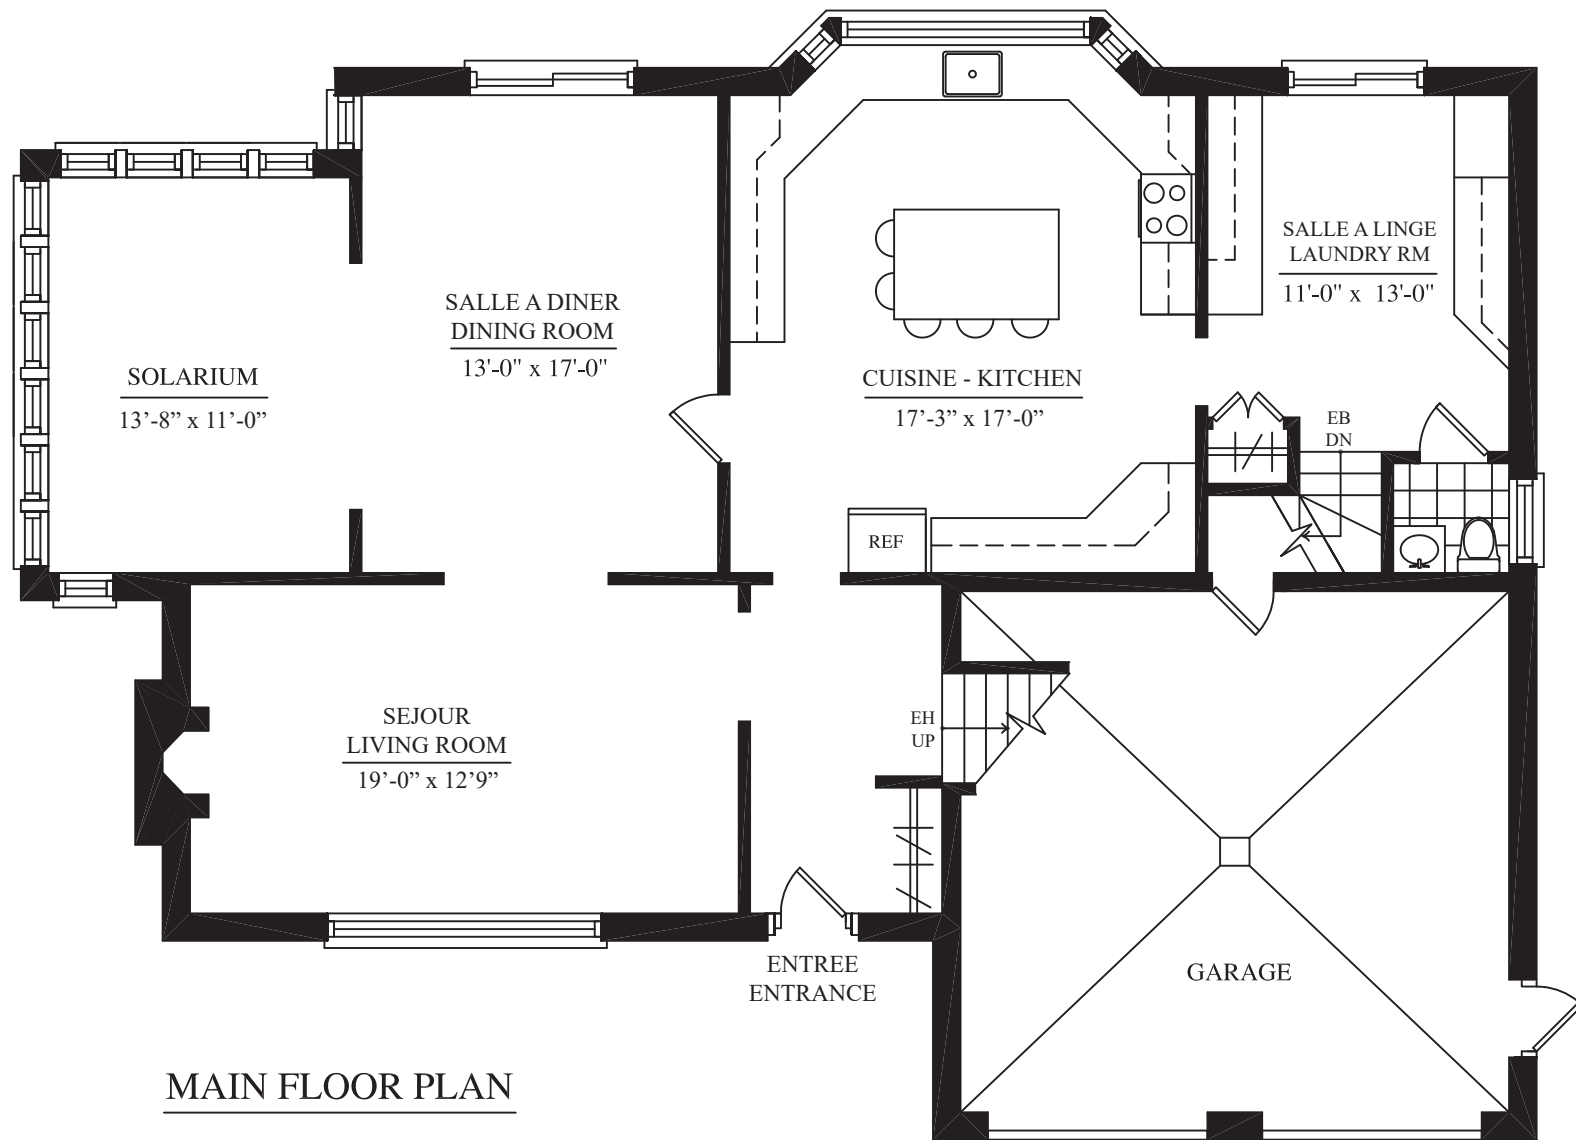 SALLE A LINGE
LAUNDRY RM
11'-0" x 13'-0"
SALLE A DINER
DINING ROOM
13'-0" x 17'-0"
SOLARIUM
13’-8” x 11’-0”
CUISINE - KITCHEN
17’-3” x 17’-0”
EB
DN
REF
SEJOUR
LIVING ROOM
19’-0” x 12’9”
EH
UP
ENTREE
ENTRANCE
GARAGE
MAIN FLOOR PLAN